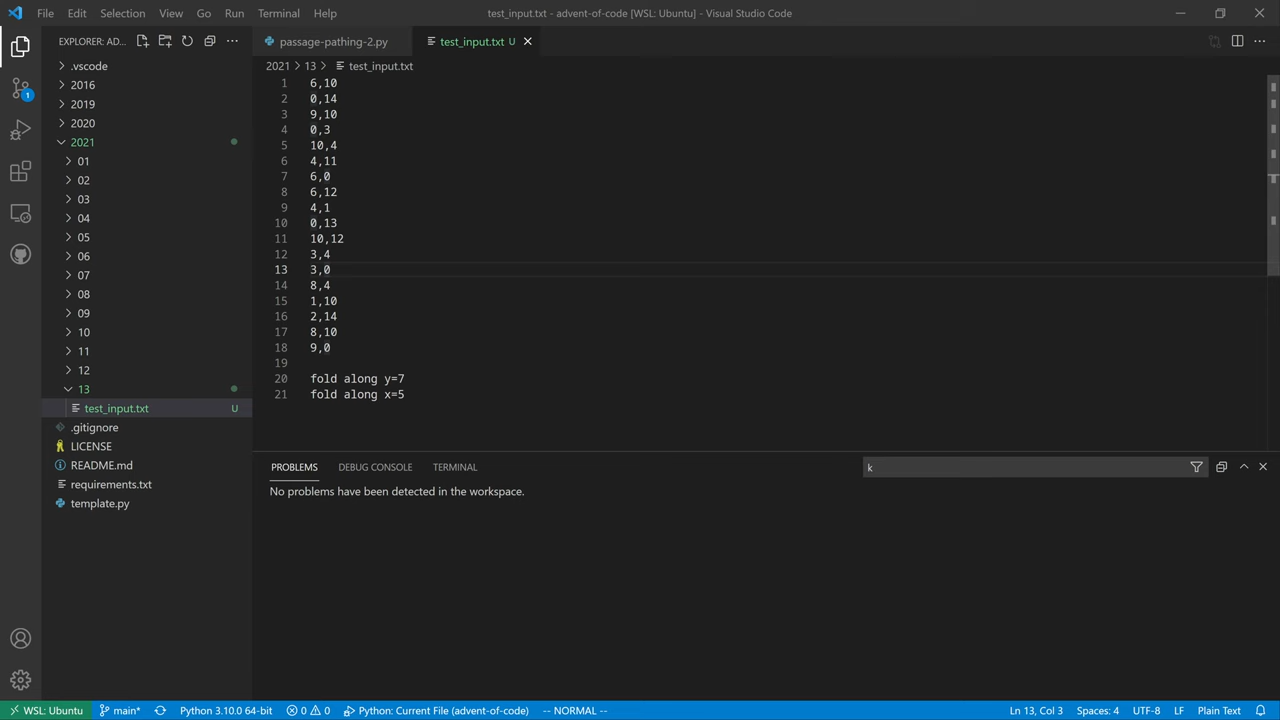 File Edit Selection View Go Run Terminal Help
test_input.txt - advent-of-code [WSL: Ubuntu] - Visual Studio Code
EXPLORER: AD...
passage-pathing-2.py
test_input.txt U
2021 > 13 > test_input.txt
.vscode
2016
2019
2020
2021
01
02
03
04
05
06
07
08
09
10
11
12
13
test_input.txt U
.gitignore
LICENSE
README.md
requirements.txt
template.py
1
1 6,10
2 0,14
3 9,10
4 0,3
5 10,4
6 4,11
7 6,0
8 6,12
9 4,1
10 0,13
11 10,12
12 3,4
13 3,0
14 8,4
15 1,10
16 2,14
17 8,10
18 9,0
19
20 fold along y=7
21 fold along x=5
PROBLEMS DEBUG CONSOLE TERMINAL
k
No problems have been detected in the workspace.
WSL: Ubuntu main* Python 3.10.0 64-bit 0 0 Python: Current File (advent-of-code) -- NORMAL -- Ln 13, Col 3 Spaces: 4 UTF-8 LF Plain Text